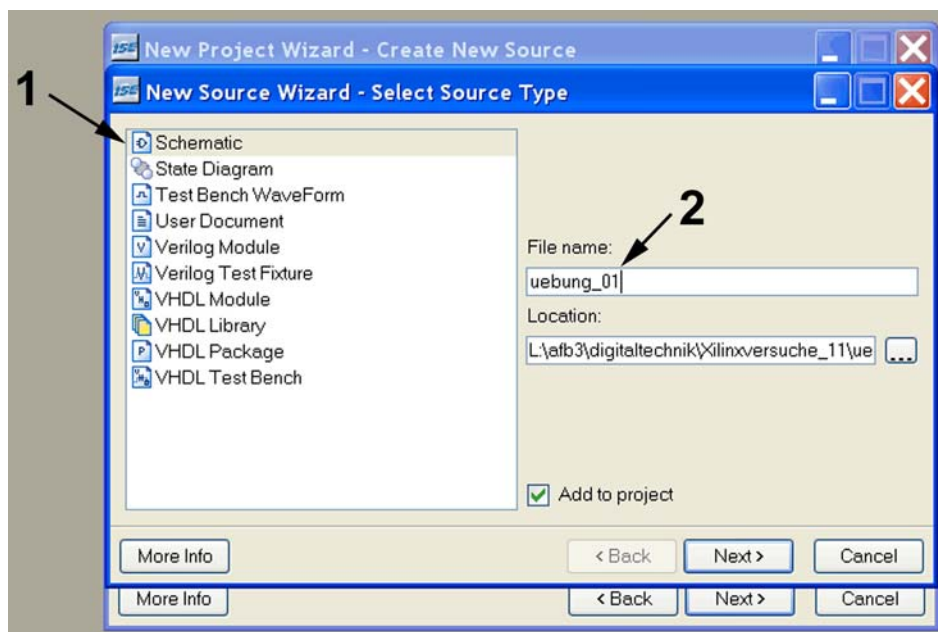 ISE New Project Wizard - Create New Source
ISE New Source Wizard - Select Source Type
1
Schematic
State Diagram
Test Bench WaveForm
User Document
Verilog Module
Verilog Test Fixture
VHDL Module
VHDL Library
VHDL Package
VHDL Test Bench
2
File name:
uebung_01
Location:
L:\afb3\digitaltechnik\Xilinxversuche_11\ue ...
Add to project
More Info < Back Next > Cancel
More Info < Back Next > Cancel